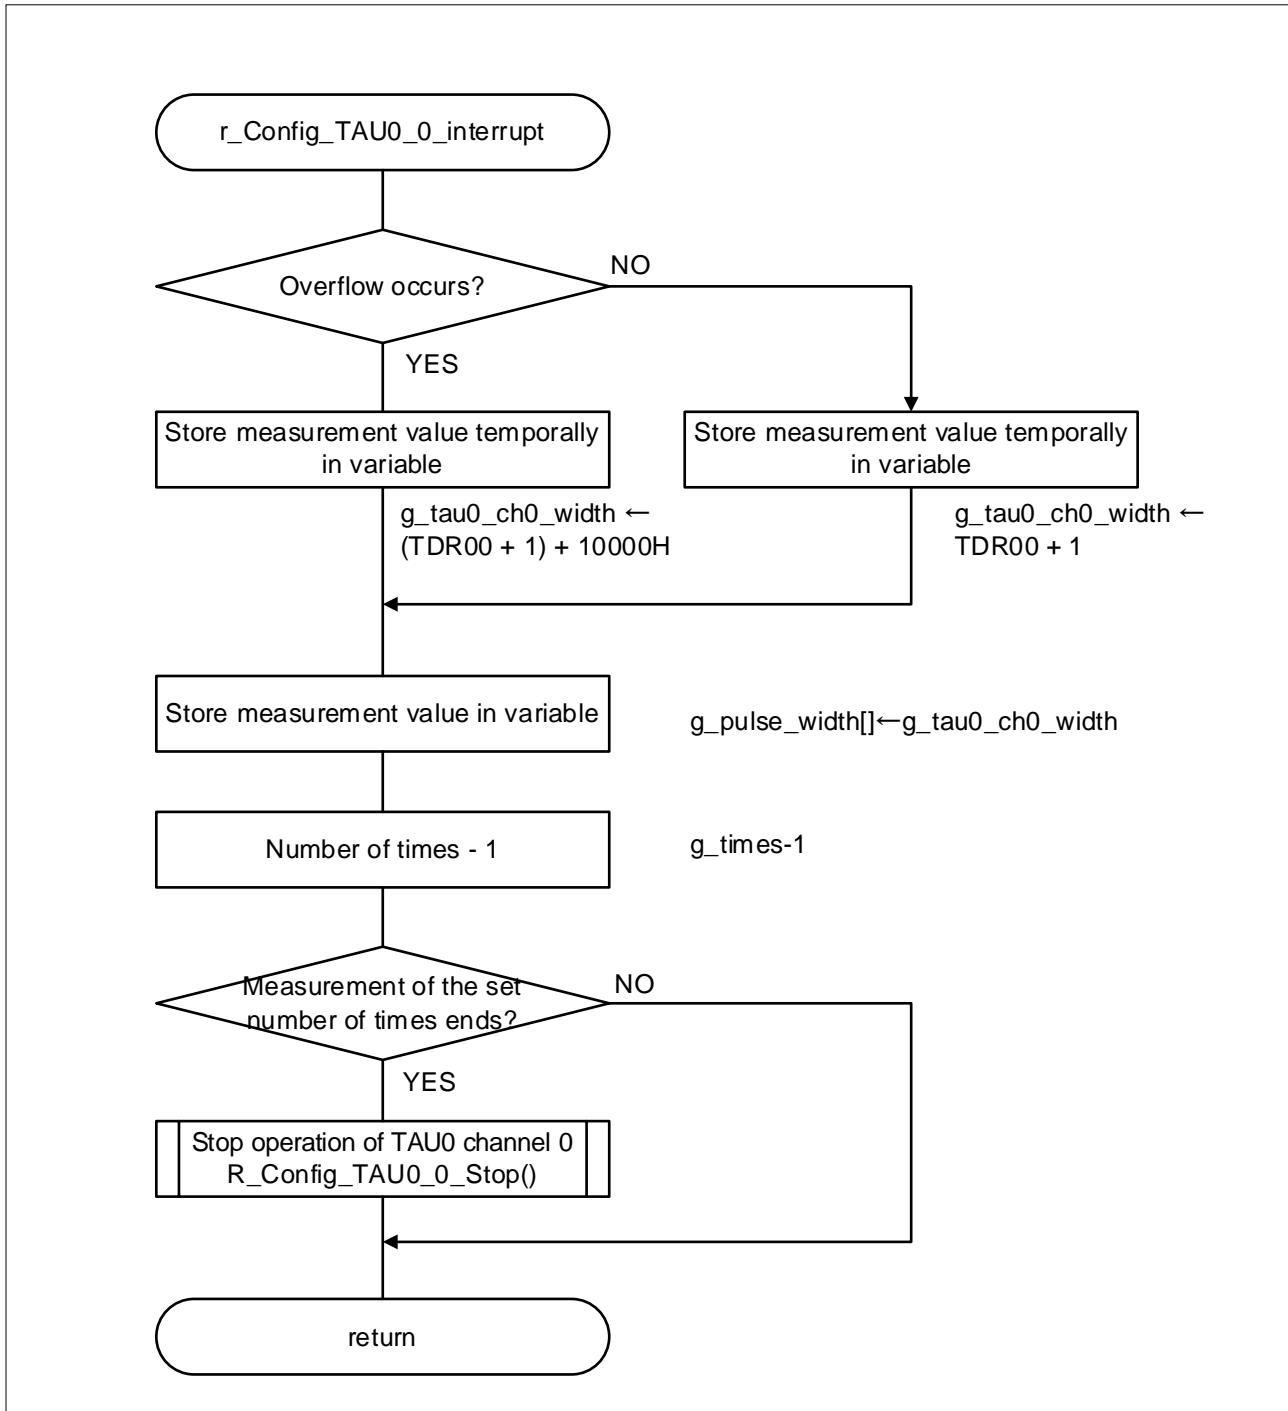 r_Config_TAU0_0_interrupt
Overflow occurs?
NO
YES
Store measurement value temporally
in variable
Store measurement value temporally
in variable
g_tau0_ch0_width ←
(TDR00 + 1) + 10000H
g_tau0_ch0_width ←
TDR00 + 1
Store measurement value in variable
g_pulse_width[]←g_tau0_ch0_width
Number of times - 1
g_times-1
Measurement of the set
number of times ends?
NO
YES
Stop operation of TAU0 channel 0
R_Config_TAU0_0_Stop()
return